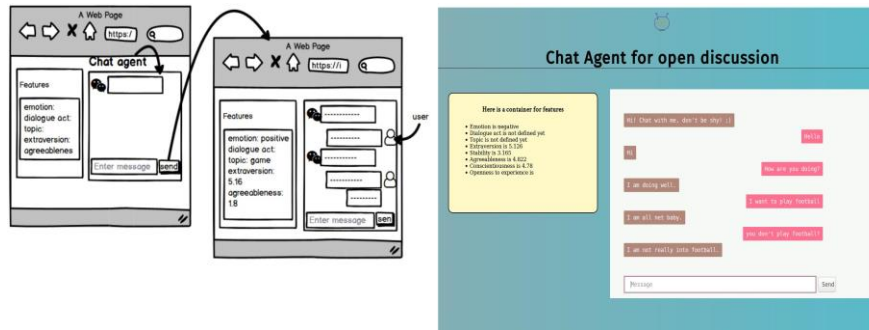 A Web Page
https:/
Chat agent
Features
emotion:
dialogue act:
topic:
extraversion:
agreeablenes
Enter message
send
A Web Page
https://i
Features
emotion: positive
dialogue act:
topic: game
extraversion:
5.16
agreeableness:
1.8
user
Enter message
sen
Chat Agent for open discussion
Here is a container for features
Emotion is negative
Dialogue act is not defined yet
Topic is not defined yet
Extraversion is 5.126
Stability is 3.165
Agreeableness is 4.822
Conscientiousness is 4.78
Openness to experience is
Hi! Chat with me, don't be shy! :)
Hello
Hi
How are you doing?
I am doing well.
I want to play football
I am all not baby.
you don't play football?
I am not really into football.
Message
Send